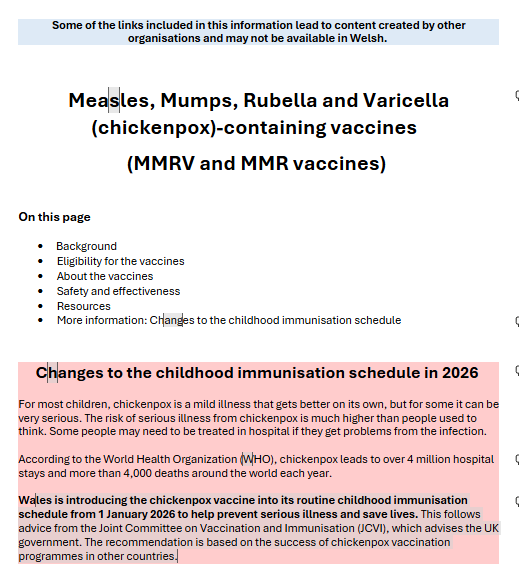 Some of the links included in this information lead to content created by other
organisations and may not be available in Welsh.
Measles, Mumps, Rubella and Varicella
(chickenpox)-containing vaccines
(MMRV and MMR vaccines)
On this page
• Background
• Eligibility for the vaccines
• About the vaccines
• Safety and effectiveness
• Resources
• More information: Changes to the childhood immunisation schedule
Changes to the childhood immunisation schedule in 2026
For most children, chickenpox is a mild illness that gets better on its own, but for some it can be
very serious. The risk of serious illness from chickenpox is much higher than people used to
think. Some people may need to be treated in hospital if they get problems from the infection.
According to the World Health Organization (WHO), chickenpox leads to over 4 million hospital
stays and more than 4,000 deaths around the world each year.
Wales is introducing the chickenpox vaccine into its routine childhood immunisation
schedule from 1 January 2026 to help prevent serious illness and save lives. This follows
advice from the Joint Committee on Vaccination and Immunisation (JCVI), which advises the UK
government. The recommendation is based on the success of chickenpox vaccination
programmes in other countries.